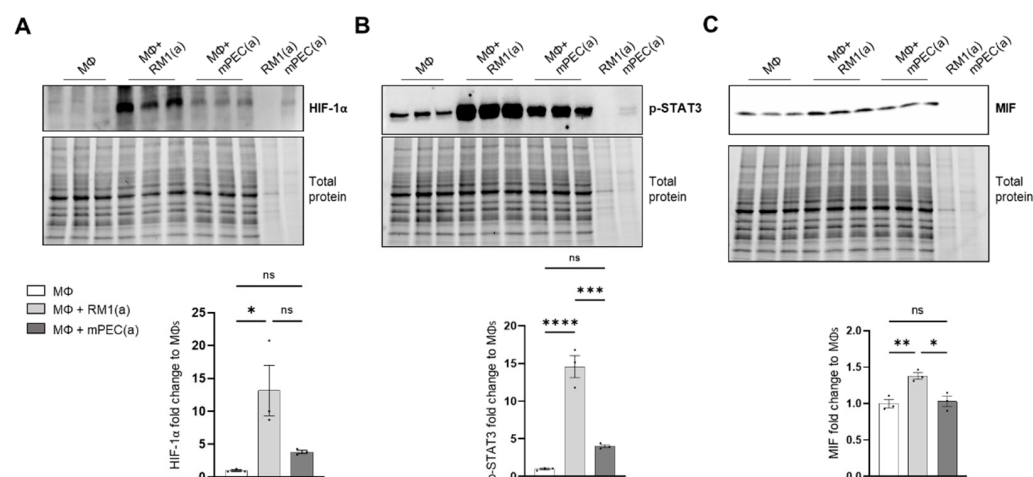 A
MΦ
MΦ+
RM1(a)
MΦ+
mPEC(a)
RM1(a)
mPEC(a)
HIF-1α
Total
protein
MΦ
MΦ + RM1(a)
MΦ + mPEC(a)
HIF-1α fold change to MΦs
25
20
15
10
5
0
ns
*
ns
B
MΦ
MΦ+
RM1(a)
MΦ+
mPEC(a)
RM1(a)
mPEC(a)
p-STAT3
Total
protein
p-STAT3 fold change to MΦs
20
15
10
5
0
ns
***
****
C
MΦ
MΦ+
RM1(a)
MΦ+
mPEC(a)
RM1(a)
mPEC(a)
MIF
Total
protein
MIF fold change to MΦs
2.0
1.5
1.0
0.5
0.0
ns
**
*